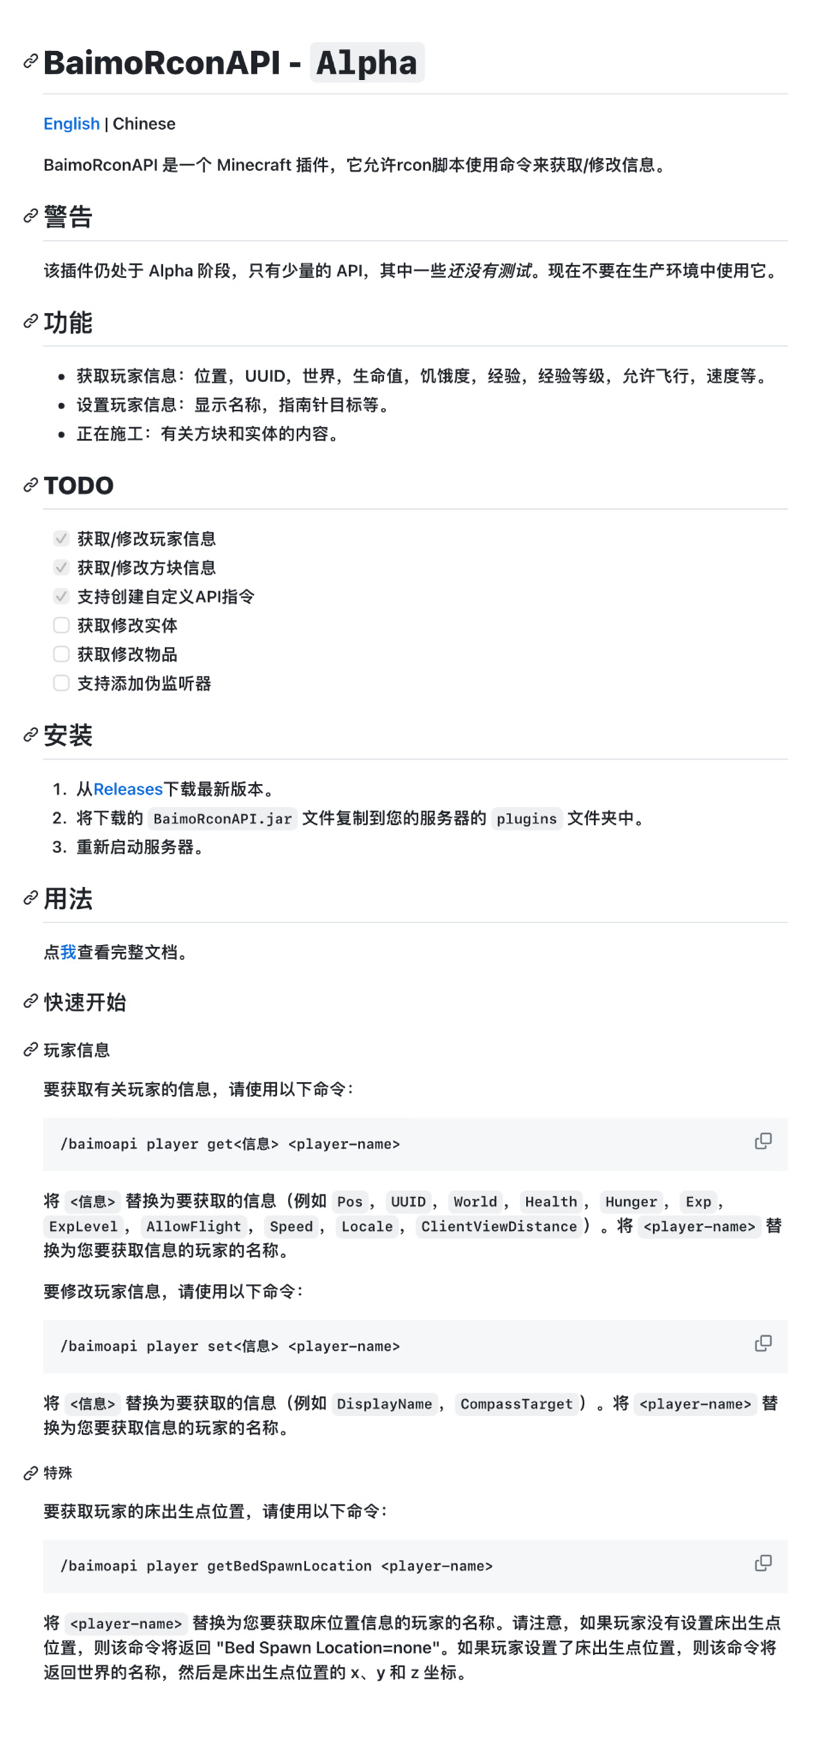 BaimoRconAPI - Alpha
English | Chinese
BaimoRconAPI 是一个 Minecraft 插件，它允许rcon脚本使用命令来获取/修改信息。
警告
该插件仍处于 Alpha 阶段，只有少量的 API，其中一些还没有测试。现在不要在生产环境中使用它。
功能
• 获取玩家信息：位置，UUID，世界，生命值，饥饿度，经验，经验等级，允许飞行，速度等。
• 设置玩家信息：显示名称，指南针目标等。
• 正在施工：有关方块和实体的内容。
TODO
获取/修改玩家信息
获取/修改方块信息
支持创建自定义API指令
获取修改实体
获取修改物品
支持添加伪监听器
安装
1. 从Releases下载最新版本。
2. 将下载的 BaimoRconAPI.jar 文件复制到您的服务器的 plugins 文件夹中。
3. 重新启动服务器。
用法
点我查看完整文档。
快速开始
玩家信息
要获取有关玩家的信息，请使用以下命令：
/baimoapi player get<信息> <player-name>
将 <信息> 替换为要获取的信息（例如 Pos，UUID，World，Health，Hunger，Exp，
ExpLevel，AllowFlight，Speed，Locale，ClientViewDistance）。将 <player-name> 替
换为您要获取信息的玩家的名称。
要修改玩家信息，请使用以下命令：
/baimoapi player set<信息> <player-name>
将 <信息> 替换为要获取的信息（例如 DisplayName，CompassTarget）。将 <player-name> 替
换为您要获取信息的玩家的名称。
特殊
要获取玩家的床出生点位置，请使用以下命令：
/baimoapi player getBedSpawnLocation <player-name>
将 <player-name> 替换为您要获取床位置信息的玩家的名称。请注意，如果玩家没有设置床出生点
位置，则该命令将返回 "Bed Spawn Location=none"。如果玩家设置了床出生点位置，则该命令将
返回世界的名称，然后是床出生点位置的 x、y 和 z 坐标。